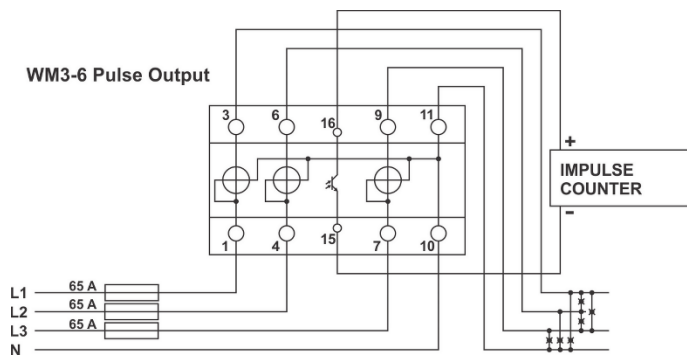 WM3-6 Pulse Output
3 6 16 9 11
+
IMPULSE
COUNTER
−
1 4 15 7 10
L1 65 A
L2 65 A
L3 65 A
N